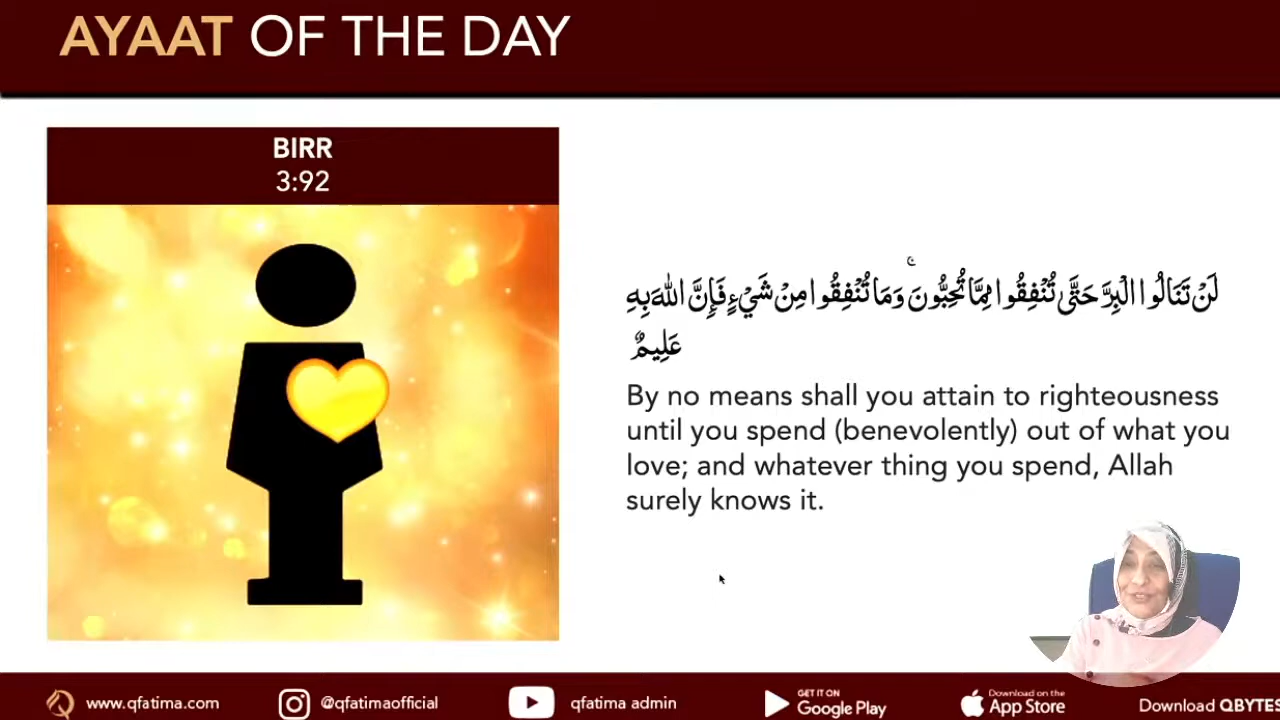 AYAAT OF THE DAY
BIRR
3:92
لَنْ تَنَالُوا الْبِرَّ حَتَّى تُنْفِقُوا مِمَّا تُحِبُّونَ ۚ وَمَا تُنْفِقُوا مِنْ شَيْءٍ فَإِنَّ اللَّهَ بِهِ
عَلِيمٌ
By no means shall you attain to righteousness
until you spend (benevolently) out of what you
love; and whatever thing you spend, Allah
surely knows it.
www.qfatima.com
@qfatimaofficial
qfatima admin
GET IT ON
Google Play
Download on the
App Store
Download QBYTES